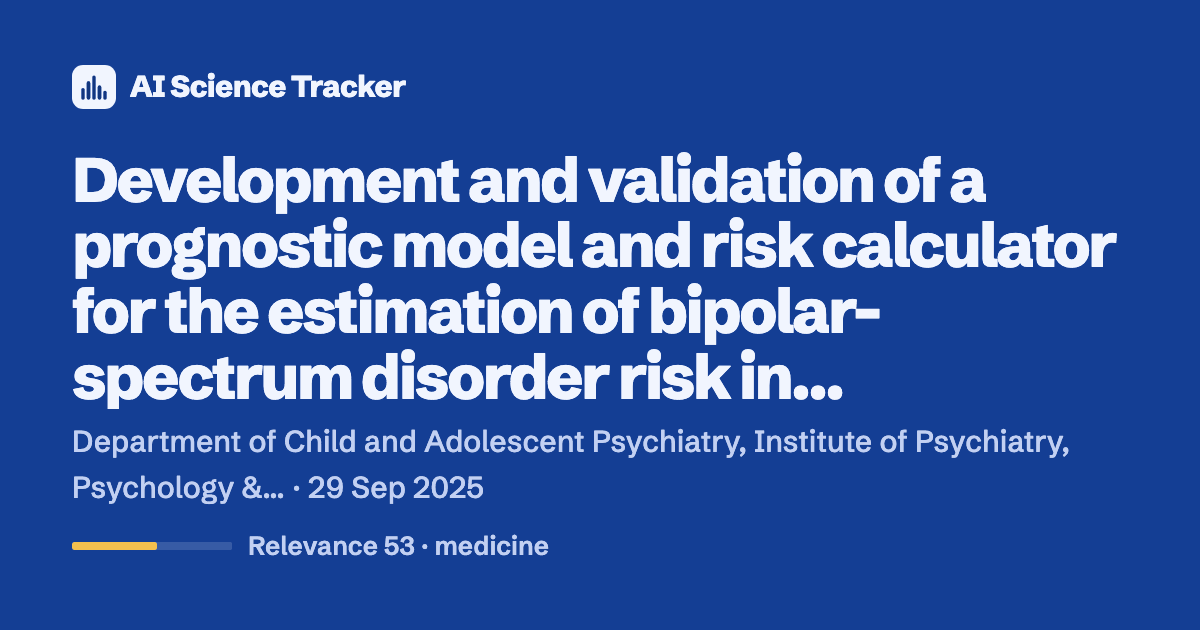 AI Science Tracker
Development and validation of a
prognostic model and risk calculator
for the estimation of bipolar-
spectrum disorder risk in...
Department of Child and Adolescent Psychiatry, Institute of Psychiatry,
Psychology &... · 29 Sep 2025
Relevance 53 · medicine